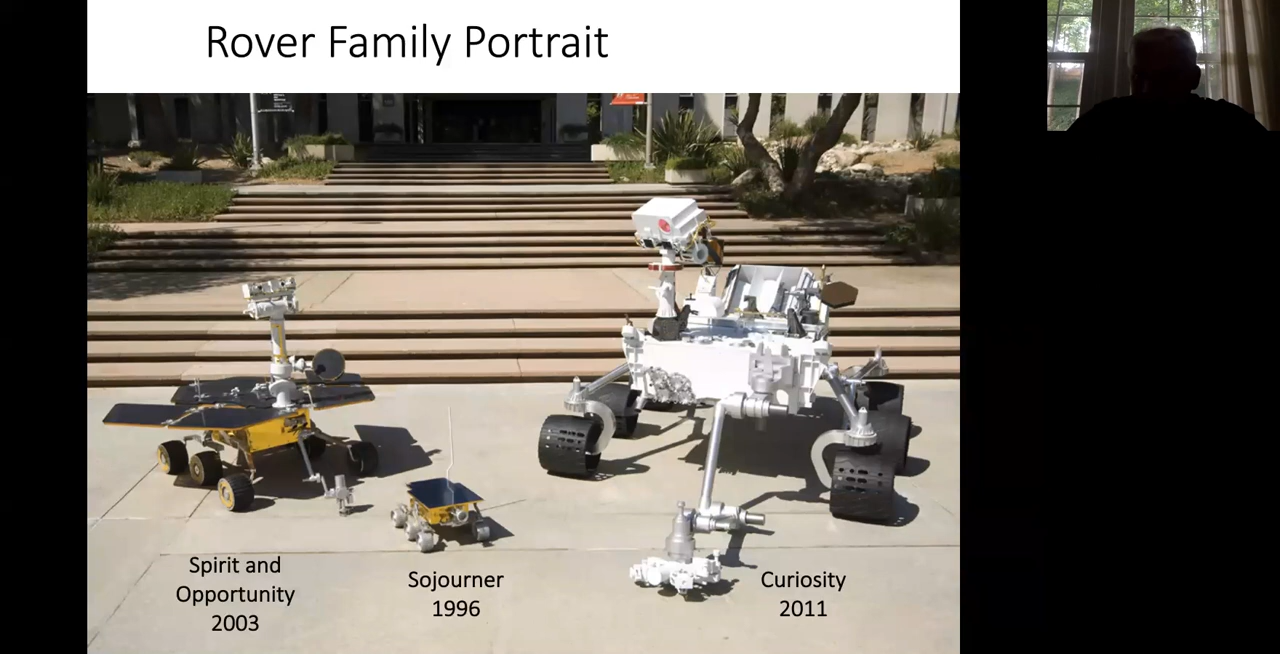 Rover Family Portrait
Spirit and
Opportunity
2003
Sojourner
1996
Curiosity
2011